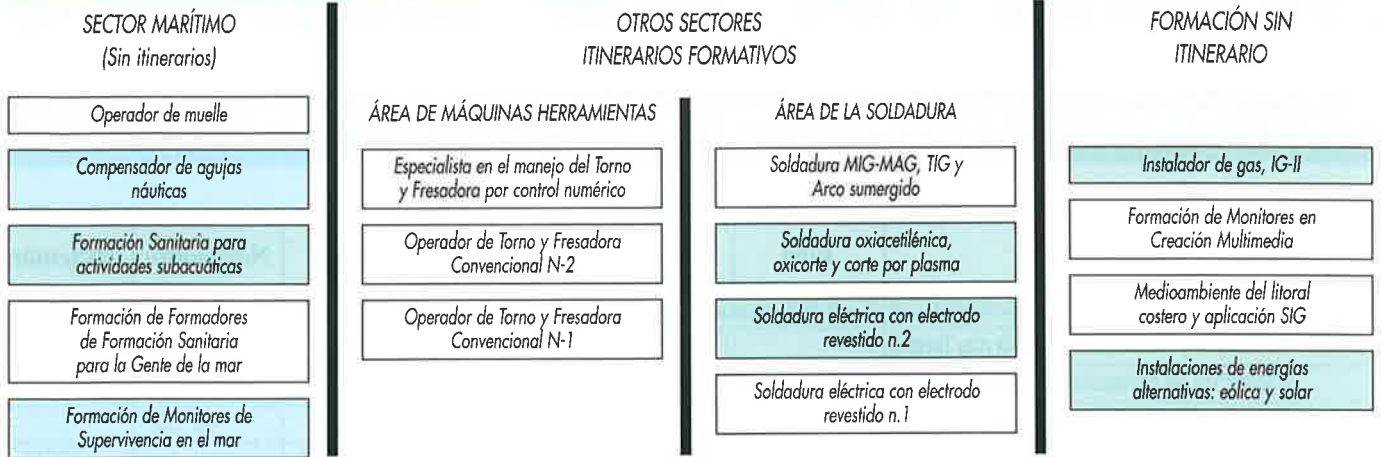 SECTOR MARÍTIMO
(Sin itinerarios)
Operador de muelle
Compensador de agujas
náuticas
Formación Sanitaria para
actividades subacuáticas
Formación de Formadores
de Formación Sanitaria
para la Gente de la mar
Formación de Monitores de
Supervivencia en el mar
OTROS SECTORES
ITINERARIOS FORMATIVOS
ÁREA DE MÁQUINAS HERRAMIENTAS
Especialista en el manejo del Torno
y Fresadora por control numérico
Operador de Torno y Fresadora
Convencional N-2
Operador de Torno y Fresadora
Convencional N-1
ÁREA DE LA SOLDADURA
Soldadura MIG-MAG, TIG y
Arco sumergido
Soldadura oxiacetilénica,
oxicorte y corte por plasma
Soldadura eléctrica con electrodo
revestido n.2
Soldadura eléctrica con electrodo
revestido n.1
FORMACIÓN SIN
ITINERARIO
Instalador de gas, IG-II
Formación de Monitores en
Creación Multimedia
Medioambiente del litoral
costero y aplicación SIG
Instalaciones de energías
alternativas: eólica y solar